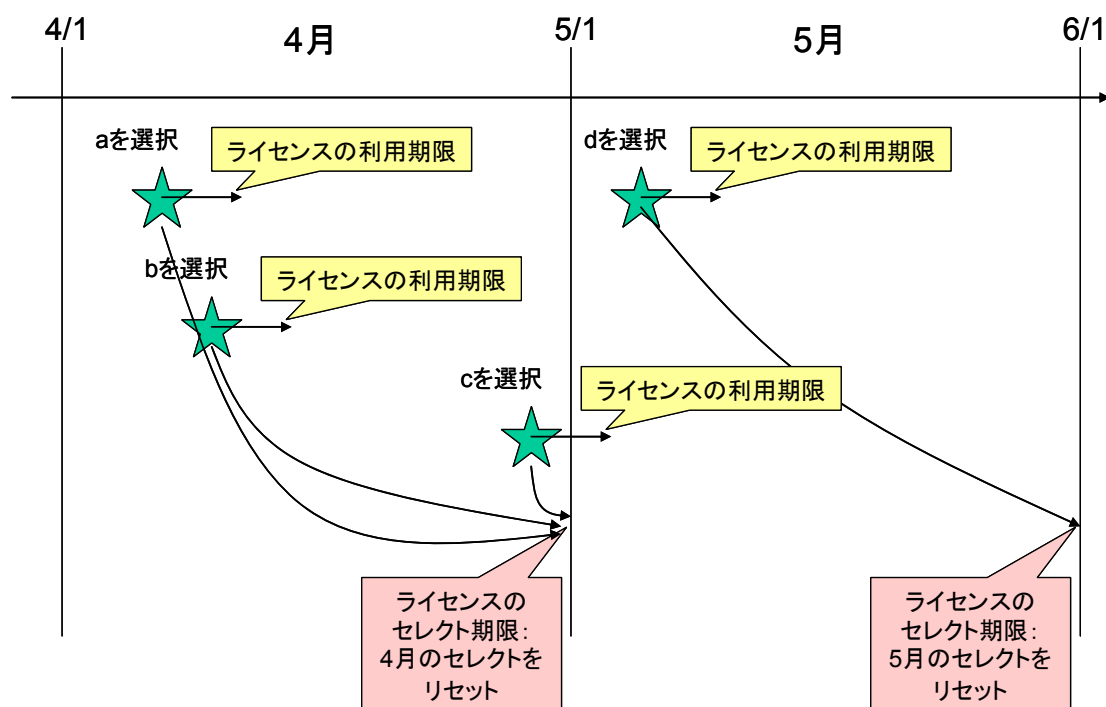 4/1
4月
5/1
5月
6/1
aを選択
ライセンスの利用期限
dを選択
ライセンスの利用期限
bを選択
ライセンスの利用期限
cを選択
ライセンスの利用期限
ライセンスの
セレクト期限:
4月のセレクトを
リセット
ライセンスの
セレクト期限:
5月のセレクトを
リセット